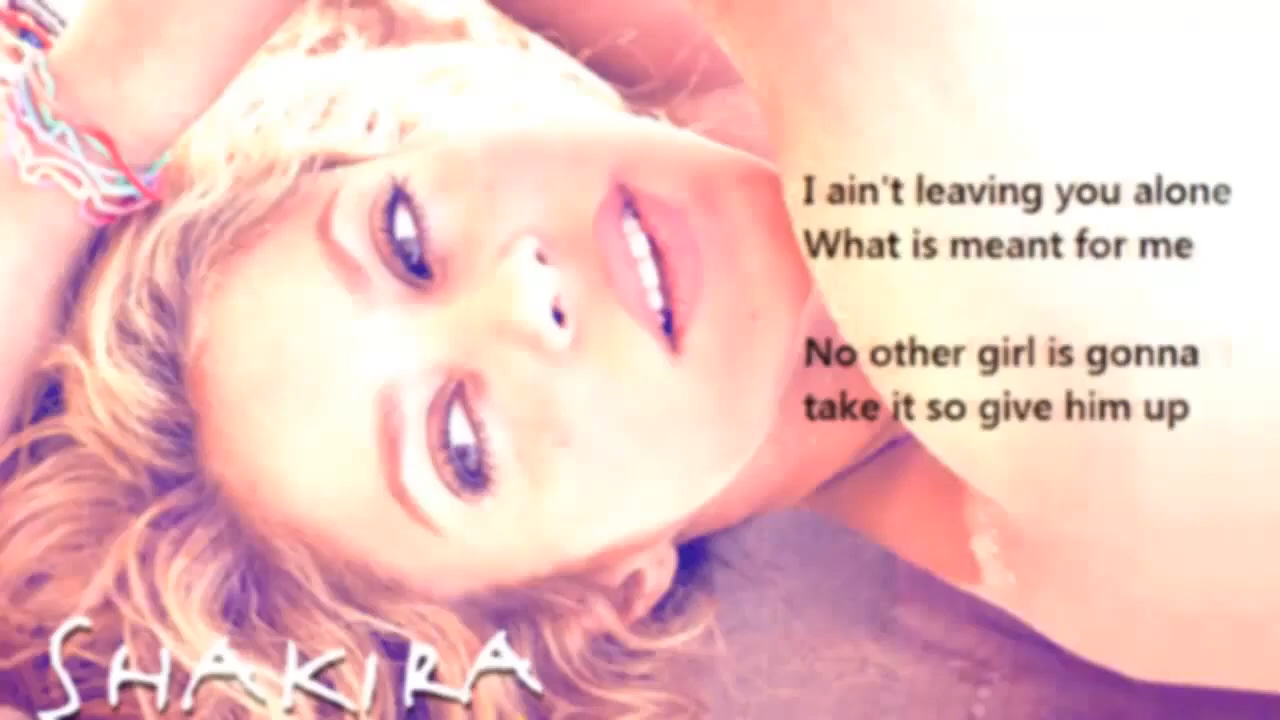 I ain't leaving you alone
What is meant for me
No other girl is gonna
take it so give him up
SHAKIRA